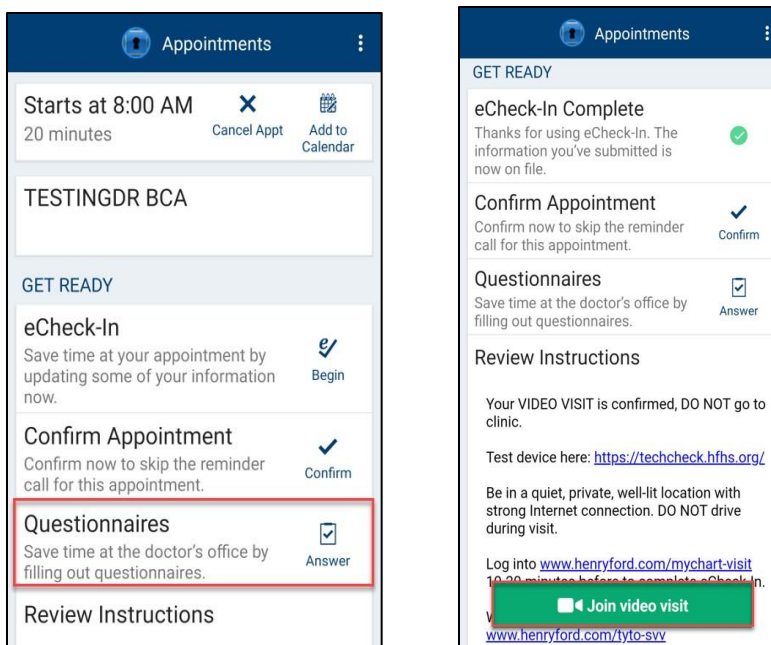 Appointments
Starts at 8:00 AM
20 minutes
Cancel Appt
Add to
Calendar
TESTINGDR BCA
GET READY
eCheck-In
Save time at your appointment by
updating some of your information
now.
Begin
Confirm Appointment
Confirm now to skip the reminder
call for this appointment.
Confirm
Questionnaires
Save time at the doctor's office by
filling out questionnaires.
Answer
Review Instructions
Appointments
GET READY
eCheck-In Complete
Thanks for using eCheck-In. The
information you've submitted is
now on file.
Confirm Appointment
Confirm now to skip the reminder
call for this appointment.
Confirm
Questionnaires
Save time at the doctor's office by
filling out questionnaires.
Answer
Review Instructions
Your VIDEO VISIT is confirmed, DO NOT go to
clinic.
Test device here: https://techcheck.hfhs.org/
Be in a quiet, private, well-lit location with
strong Internet connection. DO NOT drive
during visit.
Log into www.henryford.com/mychart-visit
10-20 minutes before to complete eCheck-In.
Join video visit
www.henryford.com/tyto-svv